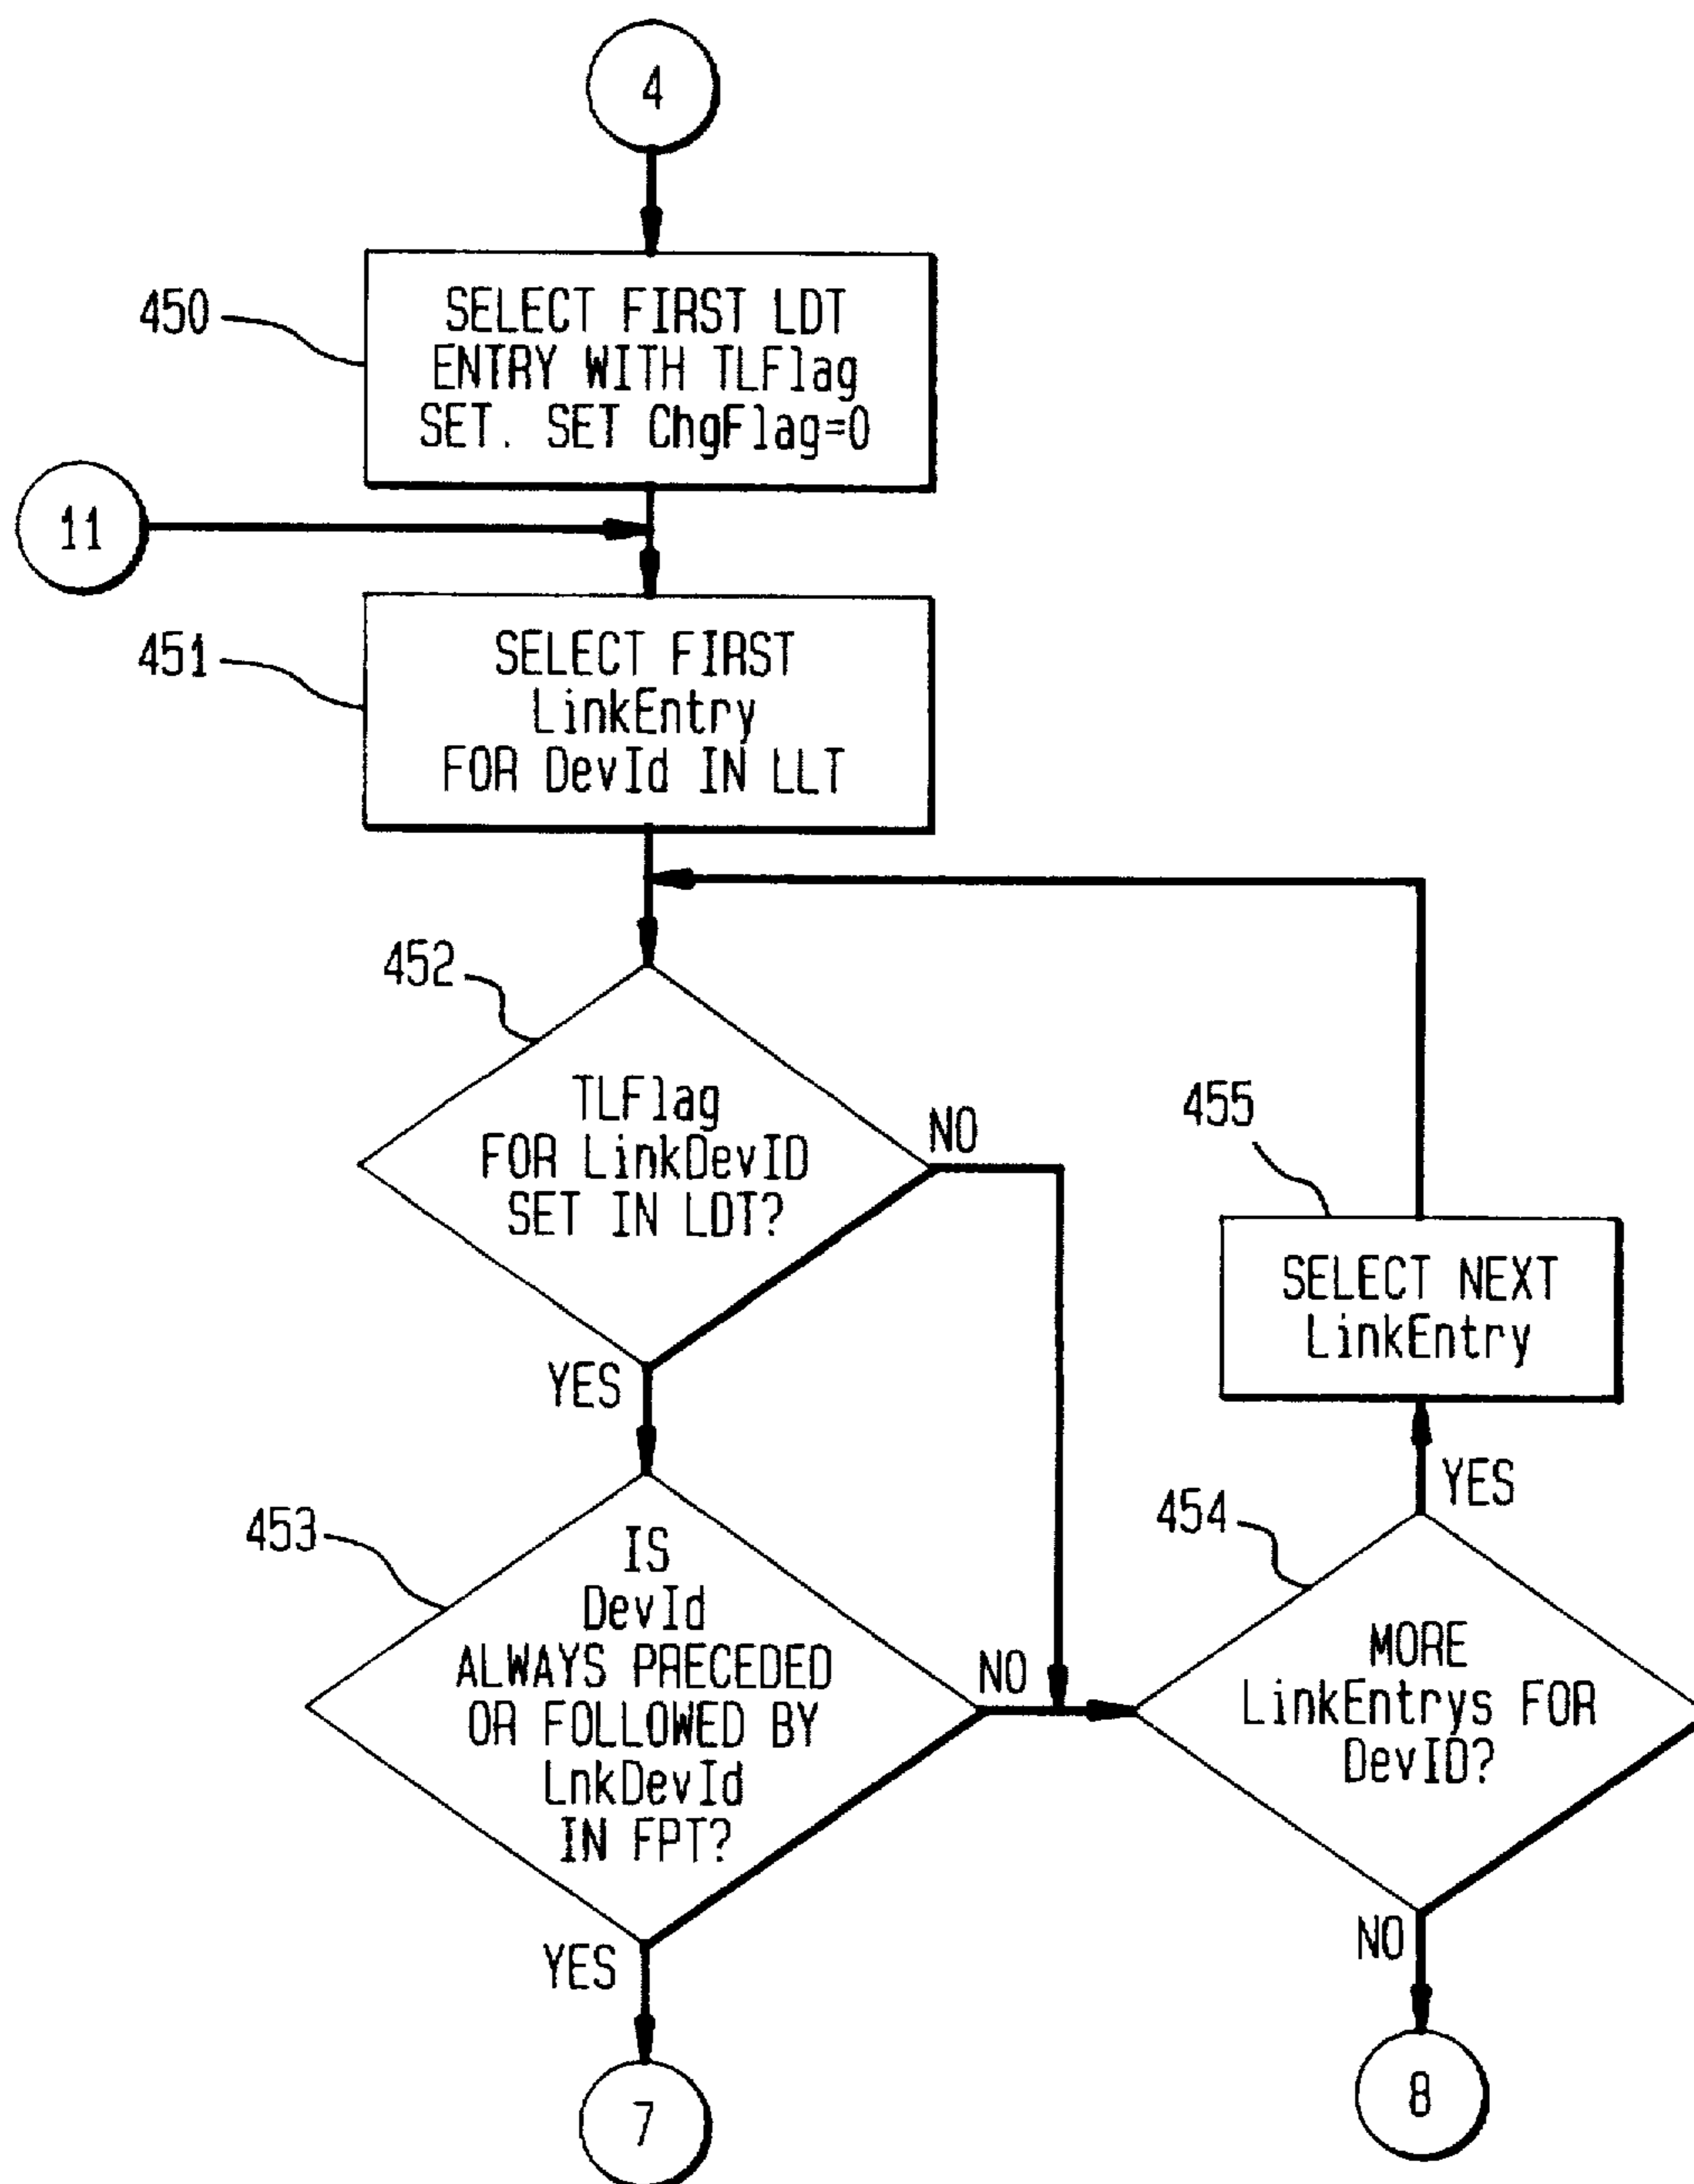 4
450
SELECT FIRST LDT
ENTRY WITH TLFlag
SET. SET ChgFlag=0
11
451
SELECT FIRST
LinkEntry
FOR DevId IN LLT
452
TLFlag
FOR LinkDevID
SET IN LDT?
NO
YES
455
SELECT NEXT
LinkEntry
YES
453
IS
DevId
ALWAYS PRECEDED
OR FOLLOWED BY
LnkDevId
IN FPT?
NO
YES
454
MORE
LinkEntrys FOR
DevID?
NO
7
8